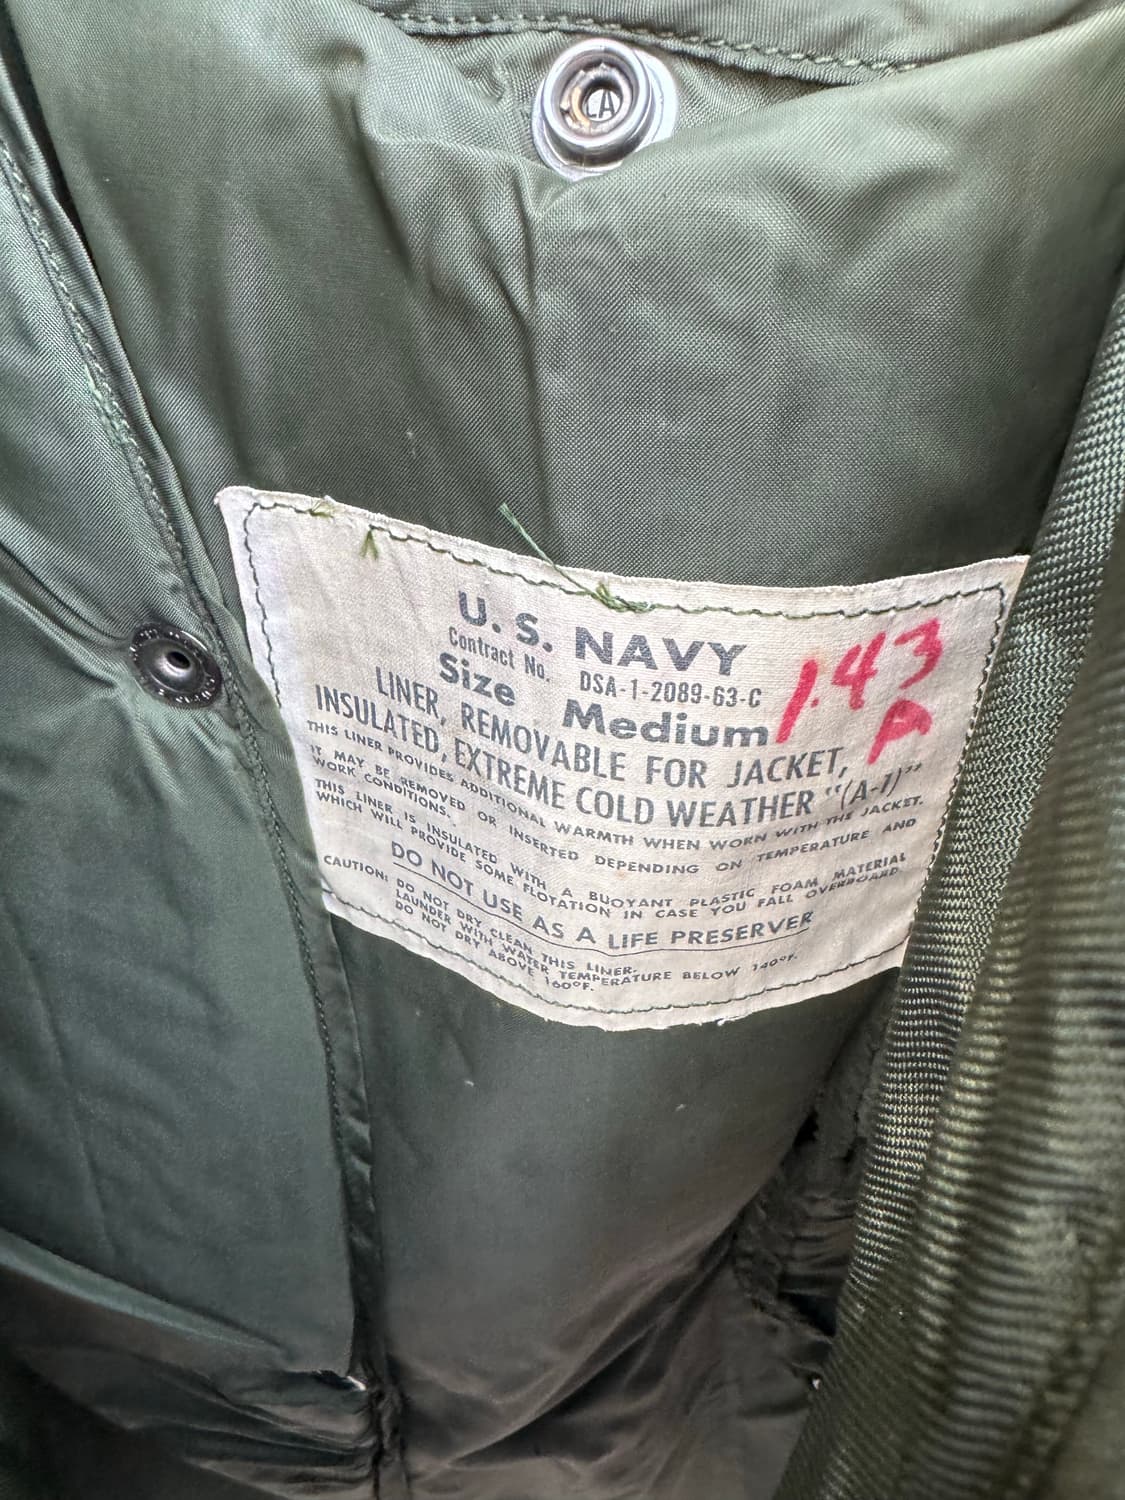 LA
U. S. NAVY
Contract No. DSA-1-2089-63-C
Size Medium
1.43
A
LINER, REMOVABLE FOR JACKET,
INSULATED, EXTREME COLD WEATHER "(A-1)"
THIS LINER PROVIDES ADDITIONAL WARMTH WHEN WORN WITH THE JACKET.
IT MAY BE REMOVED OR INSERTED DEPENDING ON TEMPERATURE AND
WORK CONDITIONS.
THIS LINER IS INSULATED WITH A BUOYANT PLASTIC FOAM MATERIAL
WHICH WILL PROVIDE SOME FLOTATION IN CASE YOU FALL OVERBOARD.
DO NOT USE AS A LIFE PRESERVER
CAUTION: DO NOT DRY CLEAN THIS LINER.
LAUNDER WITH WATER TEMPERATURE BELOW 140°F.
DO NOT DRY ABOVE 160°F.